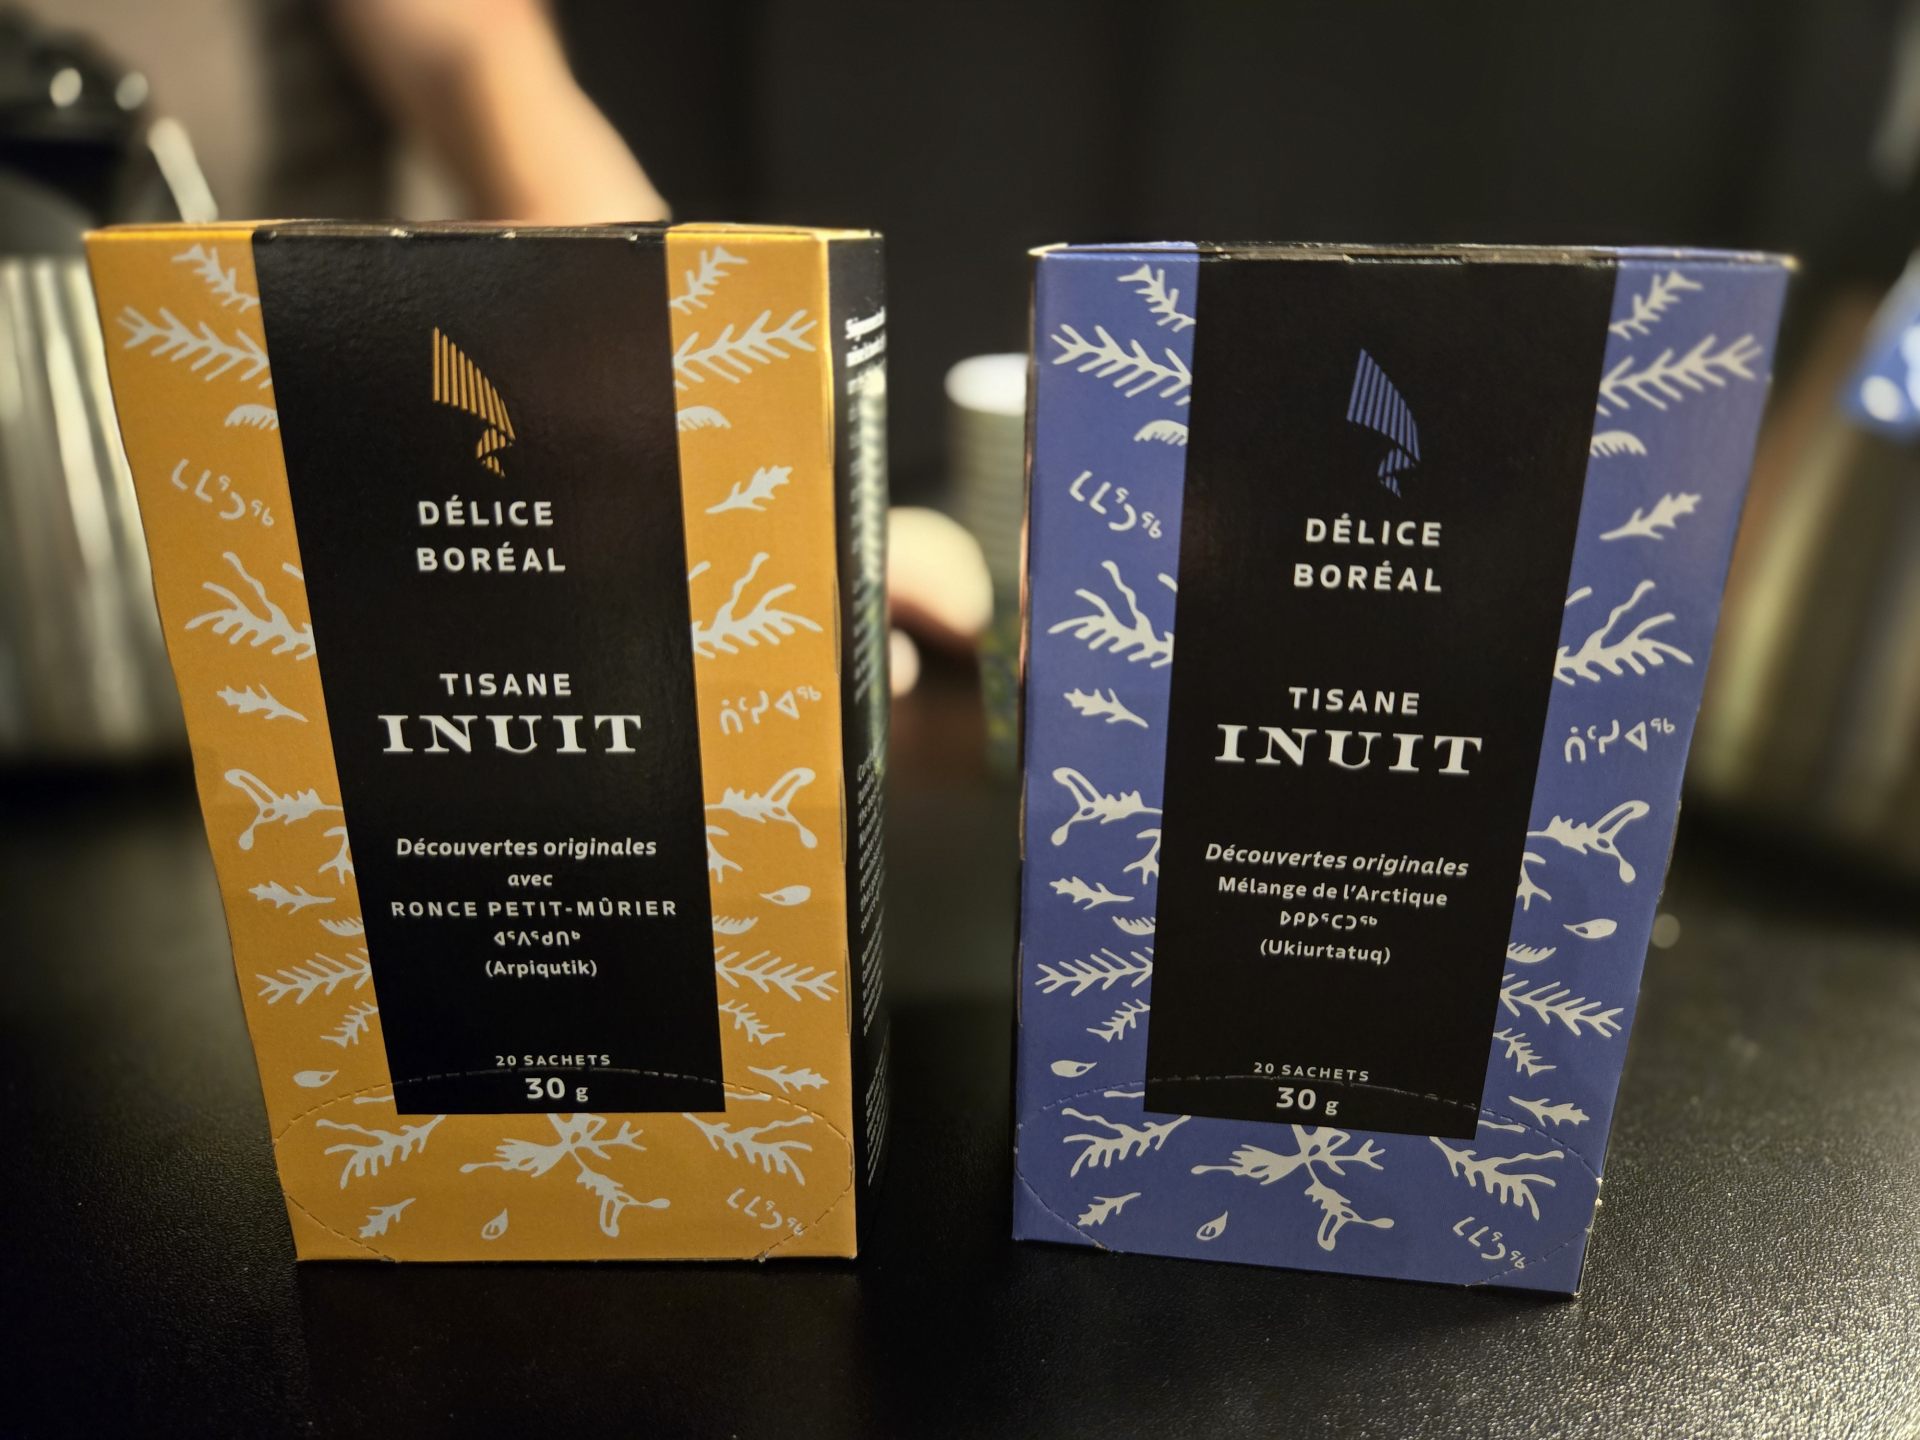 DÉLICE
BORÉAL
TISANE
INUIT
Découvertes originales
avec
RONCE PETIT-MÛRIER
ᐊᕐᐱᖁᑎᒃ
(Arpiqutik)
20 SACHETS
30 g
DÉLICE
BORÉAL
TISANE
INUIT
Découvertes originales
Mélange de l'Arctique
ᐅᑭᐅᕐᑕᑐᖅ
(Ukiurtatuq)
20 SACHETS
30 g